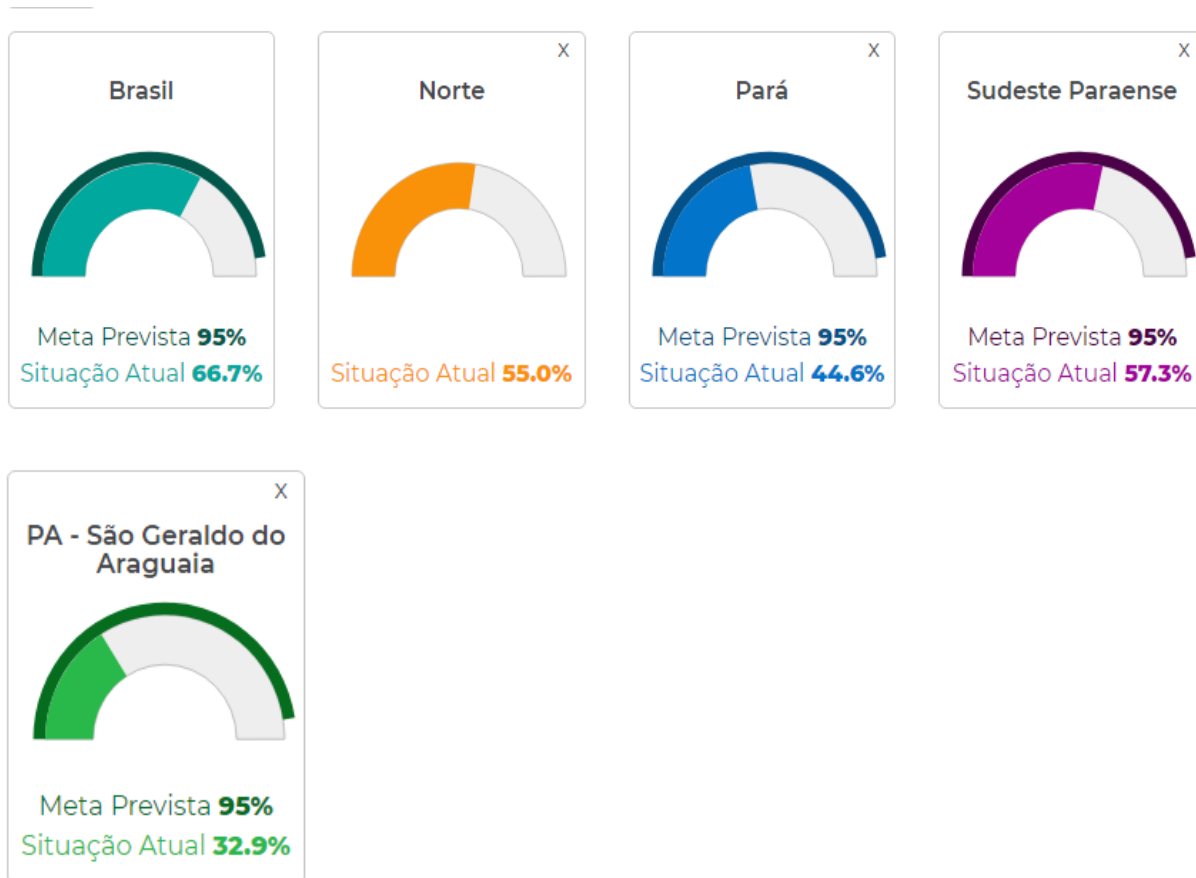 Brasil
Meta Prevista 95%
Situação Atual 66.7%
X
Norte
Situação Atual 55.0%
X
Pará
Meta Prevista 95%
Situação Atual 44.6%
X
Sudeste Paraense
Meta Prevista 95%
Situação Atual 57.3%
X
PA - São Geraldo do
Araguaia
Meta Prevista 95%
Situação Atual 32.9%